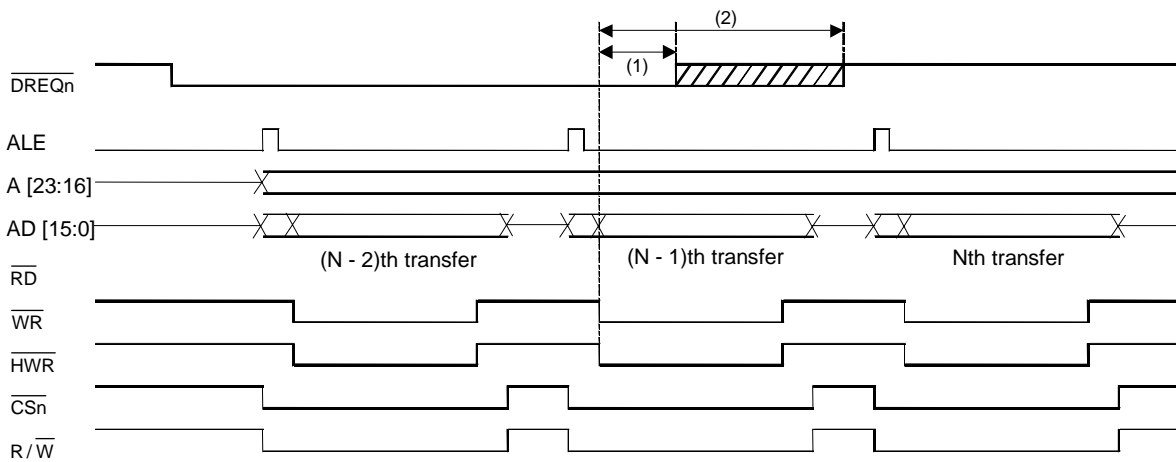 (2)
(1)
DREQn
ALE
A [23:16]
AD [15:0]
(N - 2)th transfer
(N - 1)th transfer
Nth transfer
RD
WR
HWR
CSn
R/W